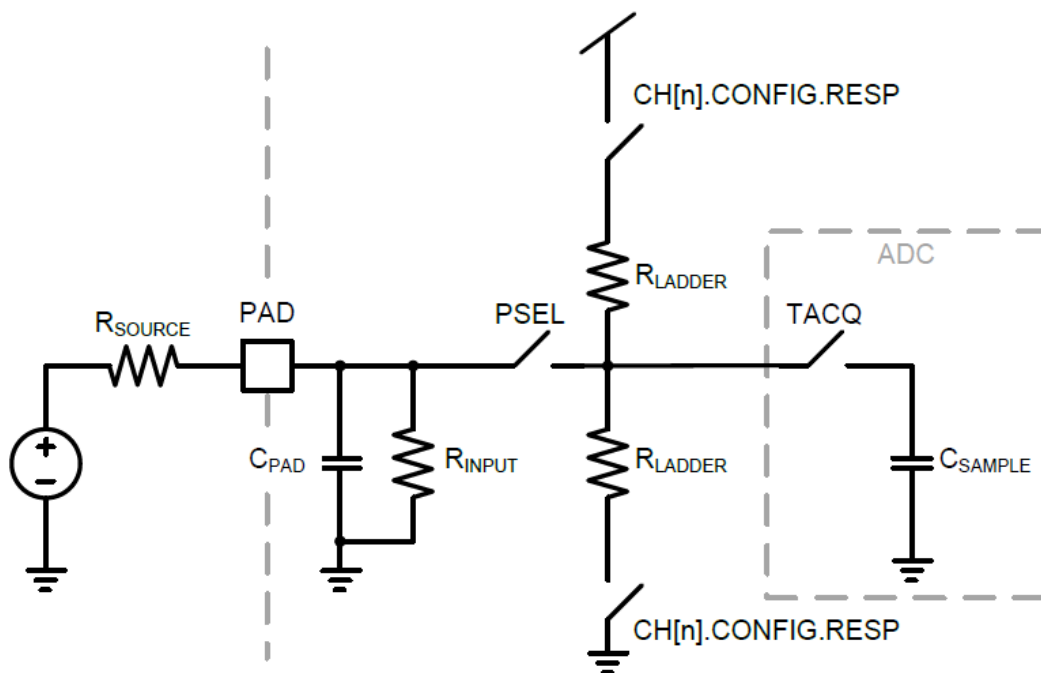 CH[n].CONFIG.RESP
ADC
RLADDER
PAD
PSEL
TACQ
RSOURCE
CPAD
RINPUT
RLADDER
CSAMPLE
CH[n].CONFIG.RESP